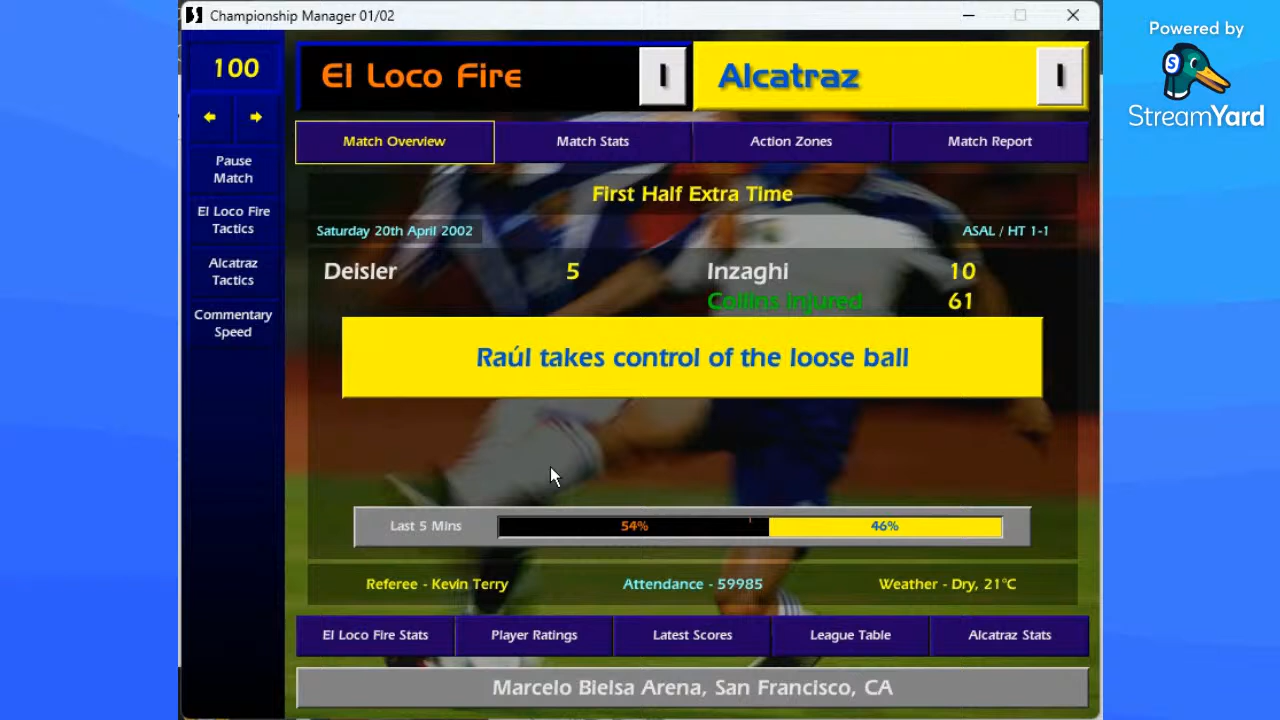 Championship Manager 01/02
Powered by
StreamYard
100
El Loco Fire 1
Alcatraz 1
Pause
Match
El Loco Fire
Tactics
Alcatraz
Tactics
Commentary
Speed
Match Overview Match Stats Action Zones Match Report
First Half Extra Time
Saturday 20th April 2002 ASAL / HT 1-1
Deisler 5 Inzaghi 10
Collins Injured 61
Raúl takes control of the loose ball
Last 5 Mins 54% 46%
Referee - Kevin Terry Attendance - 59985 Weather - Dry, 21°C
El Loco Fire Stats Player Ratings Latest Scores League Table Alcatraz Stats
Marcelo Bielsa Arena, San Francisco, CA